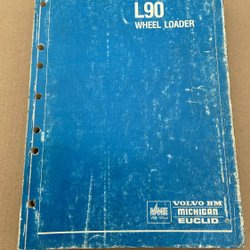 L90
WHEEL LOADER
VOLVO BM
MICHIGAN
EUCLID